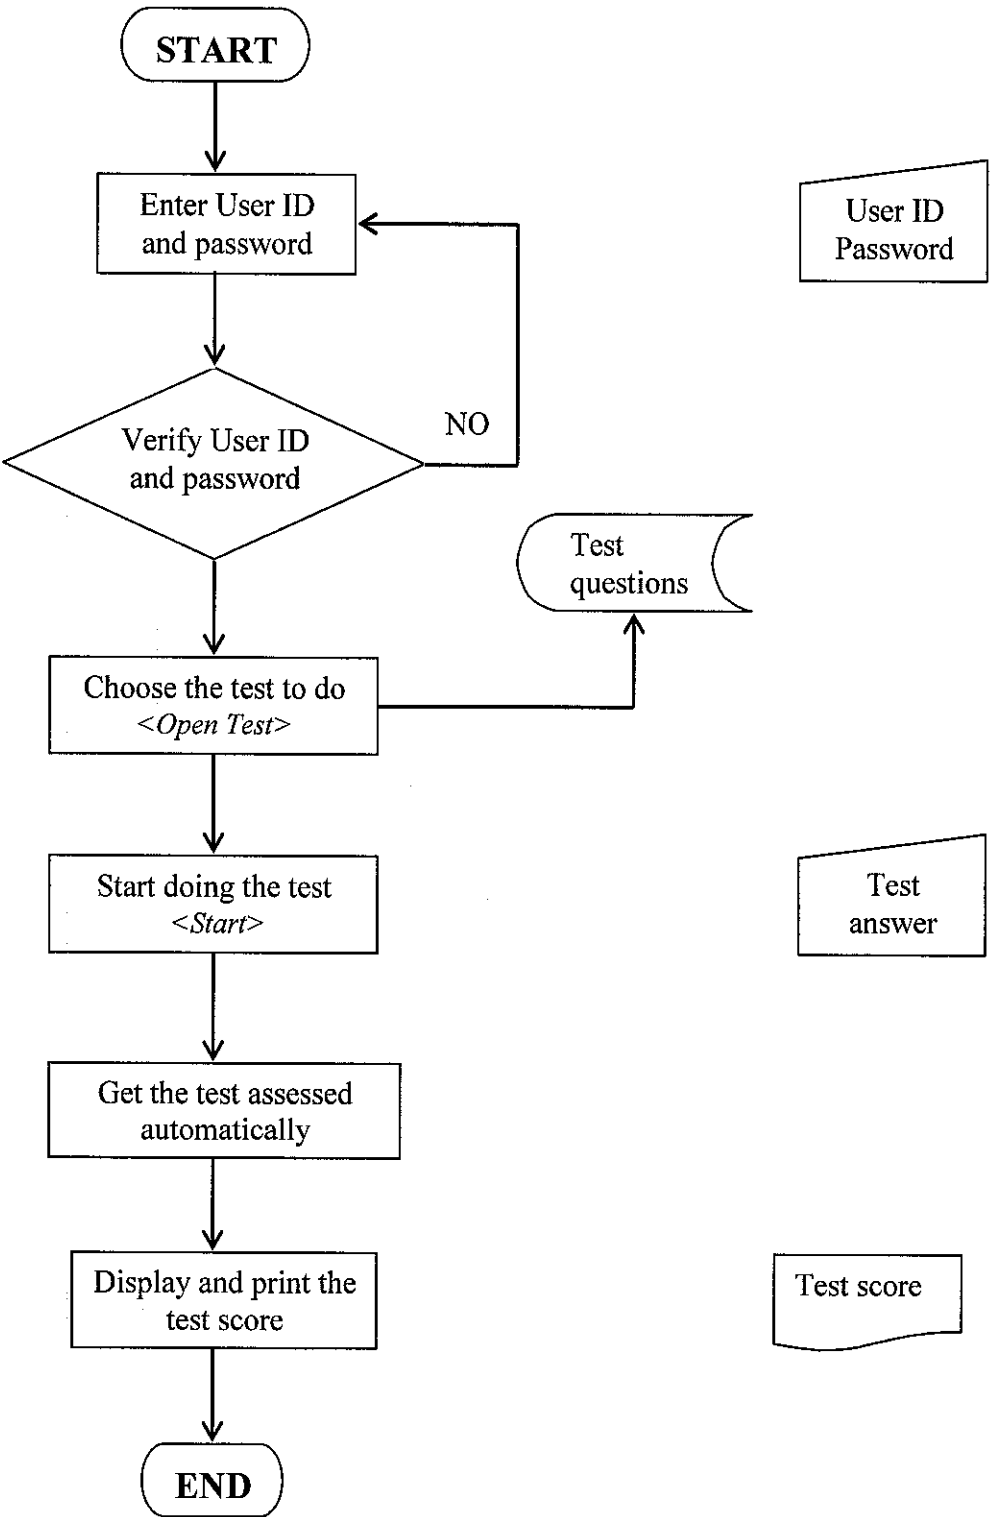 START
Enter User ID
and password
User ID
Password
Verify User ID
and password
NO
Test
questions
Choose the test to do
<Open Test>
Start doing the test
<Start>
Test
answer
Get the test assessed
automatically
Display and print the
test score
Test score
END